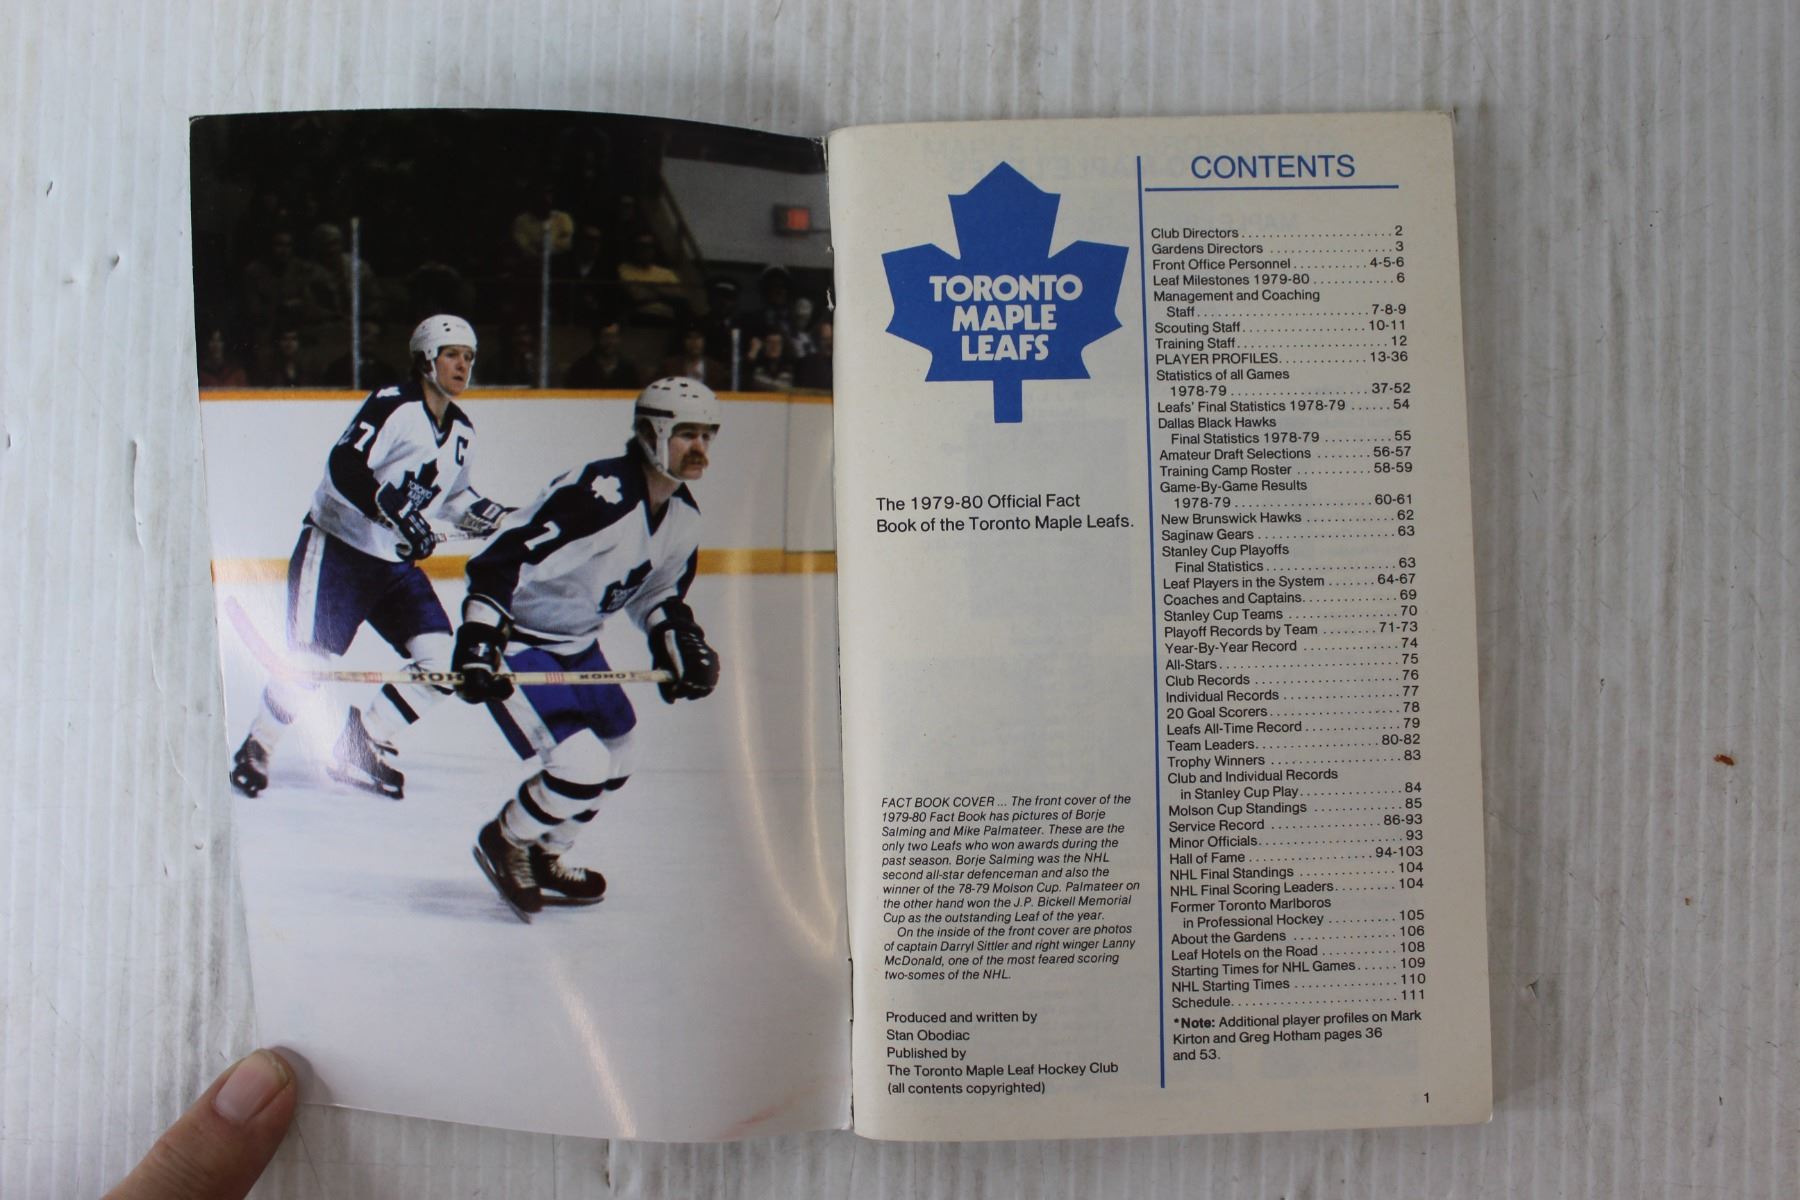 7
C
TORONTO
MAPLE
7
KOHO
KOHO
TORONTO
MAPLE
LEAFS
The 1979-80 Official Fact
Book of the Toronto Maple Leafs.
FACT BOOK COVER ... The front cover of the
1979-80 Fact Book has pictures of Borje
Salming and Mike Palmateer. These are the
only two Leafs who won awards during the
past season. Borje Salming was the NHL
second all-star defenceman and also the
winner of the 78-79 Molson Cup. Palmateer on
the other hand won the J.P. Bickell Memorial
Cup as the outstanding Leaf of the year.
On the inside of the front cover are photos
of captain Darryl Sittler and right winger Lanny
McDonald, one of the most feared scoring
two-somes of the NHL.
Produced and written by
Stan Obodiac
Published by
The Toronto Maple Leaf Hockey Club
(all contents copyrighted)
CONTENTS
Club Directors ...................... 2
Gardens Directors ................. 3
Front Office Personnel ........... 4-5-6
Leaf Milestones 1979-80 ............ 6
Management and Coaching
Staff .......................... 7-8-9
Scouting Staff ................... 10-11
Training Staff ...................... 12
PLAYER PROFILES ............ 13-36
Statistics of all Games
1978-79 ..................... 37-52
Leafs' Final Statistics 1978-79 ...... 54
Dallas Black Hawks
Final Statistics 1978-79 .......... 55
Amateur Draft Selections ........ 56-57
Training Camp Roster ........... 58-59
Game-By-Game Results
1978-79 ..................... 60-61
New Brunswick Hawks ............ 62
Saginaw Gears .................... 63
Stanley Cup Playoffs
Final Statistics ................... 63
Leaf Players in the System ....... 64-67
Coaches and Captains ............. 69
Stanley Cup Teams ............... 70
Playoff Records by Team ........ 71-73
Year-By-Year Record ............. 74
All-Stars .......................... 75
Club Records ..................... 76
Individual Records ................ 77
20 Goal Scorers ................... 78
Leafs All-Time Record ............. 79
Team Leaders ................... 80-82
Trophy Winners ................... 83
Club and Individual Records
in Stanley Cup Play .............. 84
Molson Cup Standings ............ 85
Service Record ................. 86-93
Minor Officials .................... 93
Hall of Fame ................... 94-103
NHL Final Standings .............. 104
NHL Final Scoring Leaders ......... 104
Former Toronto Marlboros
in Professional Hockey .......... 105
About the Gardens ............... 106
Leaf Hotels on the Road ........... 108
Starting Times for NHL Games ...... 109
NHL Starting Times ............... 110
Schedule ......................... 111
*Note: Additional player profiles on Mark
Kirton and Greg Hotham pages 36
and 53.
1